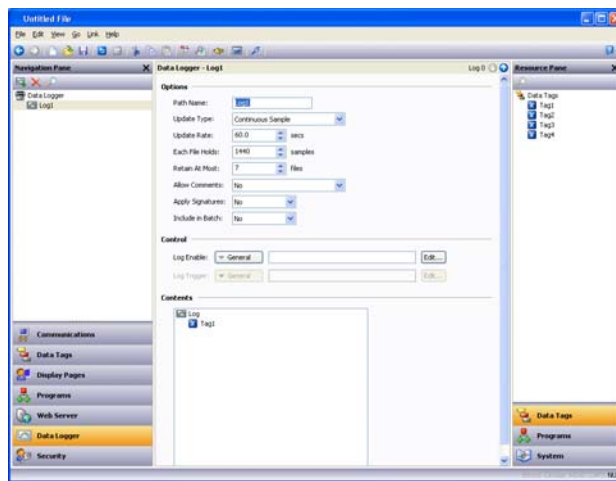 Untitled File
File Edit View Go Link Help
Navigation Pane
Data Logger - Log1
Log 0
Resource Pane
Data Logger
Log1
Options
Path Name: Log1
Update Type: Continuous Sample
Update Rate: 60.0 secs
Each File Holds: 1440 samples
Retain At Most: 7 files
Allow Comments: No
Apply Signatures: No
Include in Batch: No
Control
Log Enable: General Edit...
Log Trigger: General Edit...
Contents
Log
Tag1
Data Tags
Tag1
Tag2
Tag3
Tag4
Communications
Data Tags
Display Pages
Programs
Web Server
Data Logger
Security
Data Tags
Programs
System